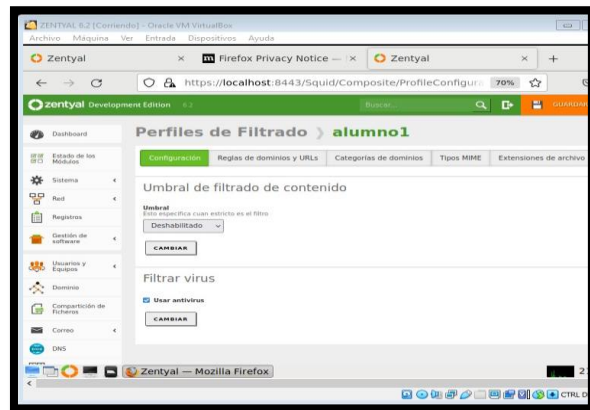 ZENTYAL 6.2 [Corriendo] - Oracle VM VirtualBox
Archivo Máquina Ver Entrada Dispositivos Ayuda
Zentyal × Firefox Privacy Notice — × Zentyal × +
https://localhost:8443/Squid/Composite/ProfileConfigur 70%
zentyal Development Edition 6.2 Buscar... GUARDAR
Dashboard
Estado de los Módulos
Sistema
Red
Registros
Gestión de software
Usuarios y Equipos
Dominio
Compartición de Ficheros
Correo
DNS
Perfiles de Filtrado alumno1
Configuración Reglas de dominios y URLs Categorías de dominios Tipos MIME Extensiones de archivo
Umbral de filtrado de contenido
Umbral
Esto especifica cuan estricto es el filtro
Deshabilitado
CAMBIAR
Filtrar virus
Usar antivirus
CAMBIAR
Zentyal — Mozilla Firefox
CTRL D